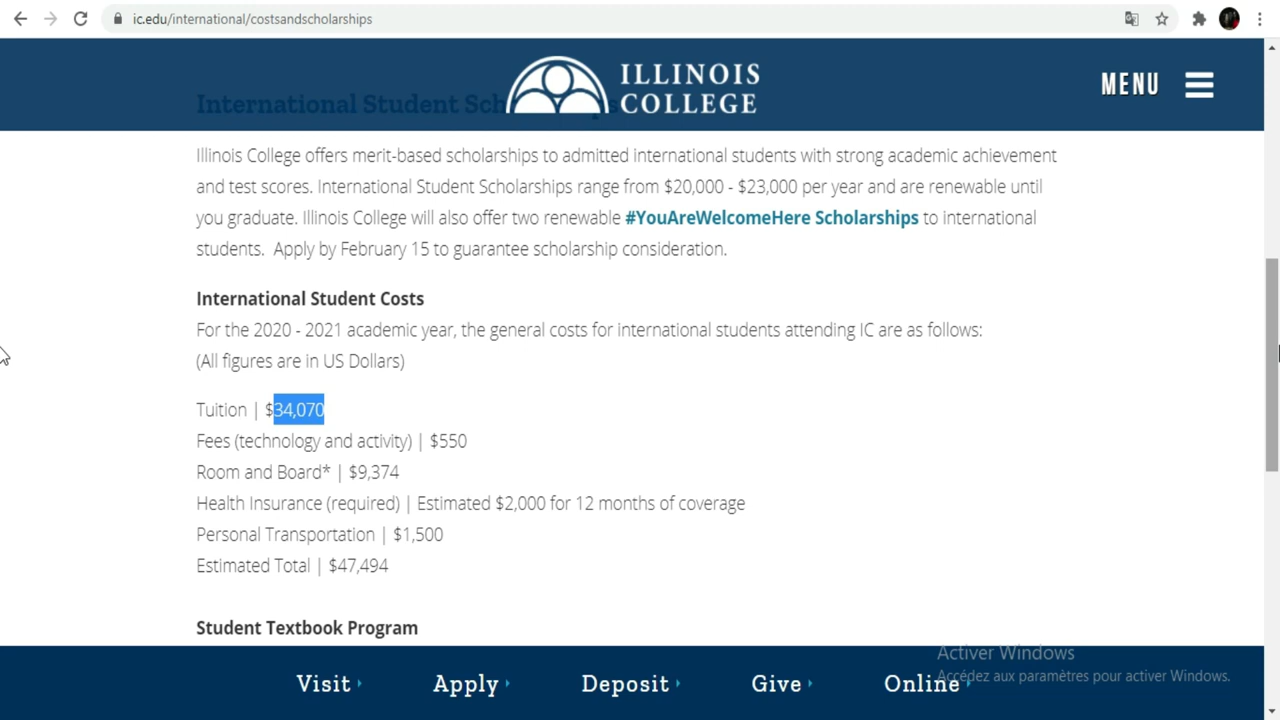 ic.edu/international/costsandscholarships
ILLINOIS
COLLEGE
MENU
International Student Scholarships
Illinois College offers merit-based scholarships to admitted international students with strong academic achievement
and test scores. International Student Scholarships range from $20,000 - $23,000 per year and are renewable until
you graduate. Illinois College will also offer two renewable #YouAreWelcomeHere Scholarships to international
students.  Apply by February 15 to guarantee scholarship consideration.
International Student Costs
For the 2020 - 2021 academic year, the general costs for international students attending IC are as follows:
(All figures are in US Dollars)
Tuition | $34,070
Fees (technology and activity) | $550
Room and Board* | $9,374
Health Insurance (required) | Estimated $2,000 for 12 months of coverage
Personal Transportation | $1,500
Estimated Total | $47,494
Student Textbook Program
Activer Windows
Accédez aux paramètres pour activer Windows.
Visit
Apply
Deposit
Give
Online